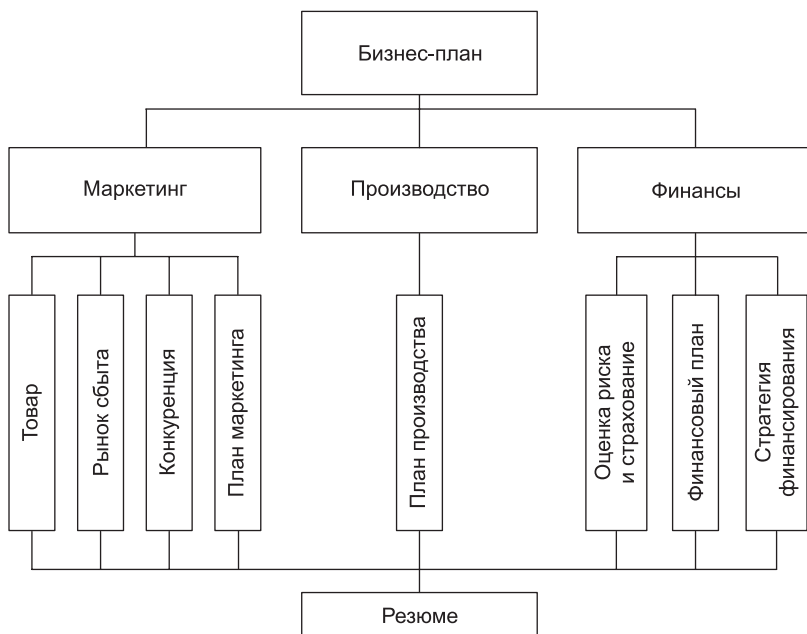 Бизнес-план
Маркетинг
Производство
Финансы
Товар
Рынок сбыта
Конкуренция
План маркетинга
План производства
Оценка риска
и страхование
Финансовый план
Стратегия
финансирования
Резюме